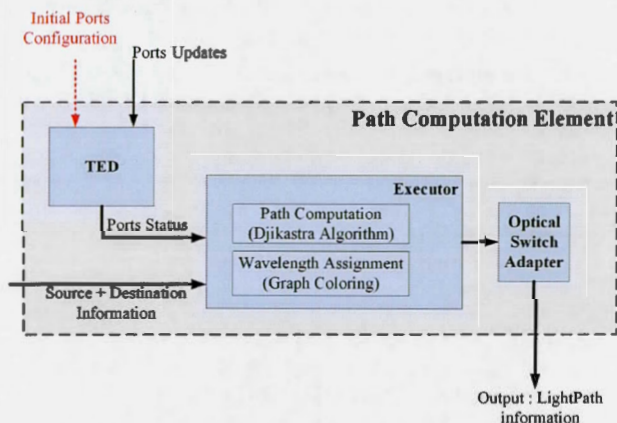 Initial Ports
Configuration
Ports Updates
Path Computation Element
TED
Executor
Ports Status
Path Computation
(Djikastra Algorithm)
Optical
Switch
Adapter
Wavelength Assignment
(Graph Coloring)
Source + Destination
Information
Output : LightPath
information